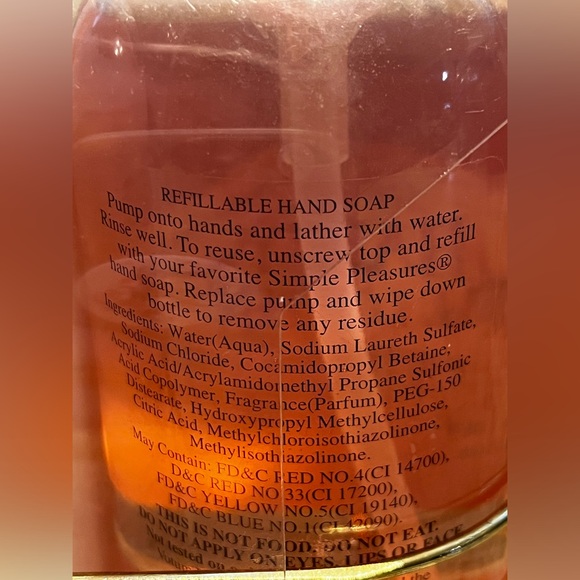 REFILLABLE HAND SOAP
Pump onto hands and lather with water.
Rinse well. To reuse, unscrew top and refill
with your favorite Simple Pleasures®
hand soap. Replace pump and wipe down
bottle to remove any residue.
Ingredients: Water(Aqua), Sodium Laureth Sulfate,
Sodium Chloride, Cocamidopropyl Betaine,
Acrylic Acid/Acrylamidomethyl Propane Sulfonic
Acid Copolymer, Fragrance(Parfum), PEG-150
Distearate, Hydroxypropyl Methylcellulose,
Citric Acid, Methylchloroisothiazolinone,
Methylisothiazolinone.
May Contain: FD&C RED NO.4(CI 14700),
D&C RED NO.33(CI 17200),
FD&C YELLOW NO.5(CI 19140),
FD&C BLUE NO.1(CI 42090).
THIS IS NOT FOOD. DO NOT EAT.
DO NOT APPLY ON EYES, LIPS OR FACE
Not tested on
the